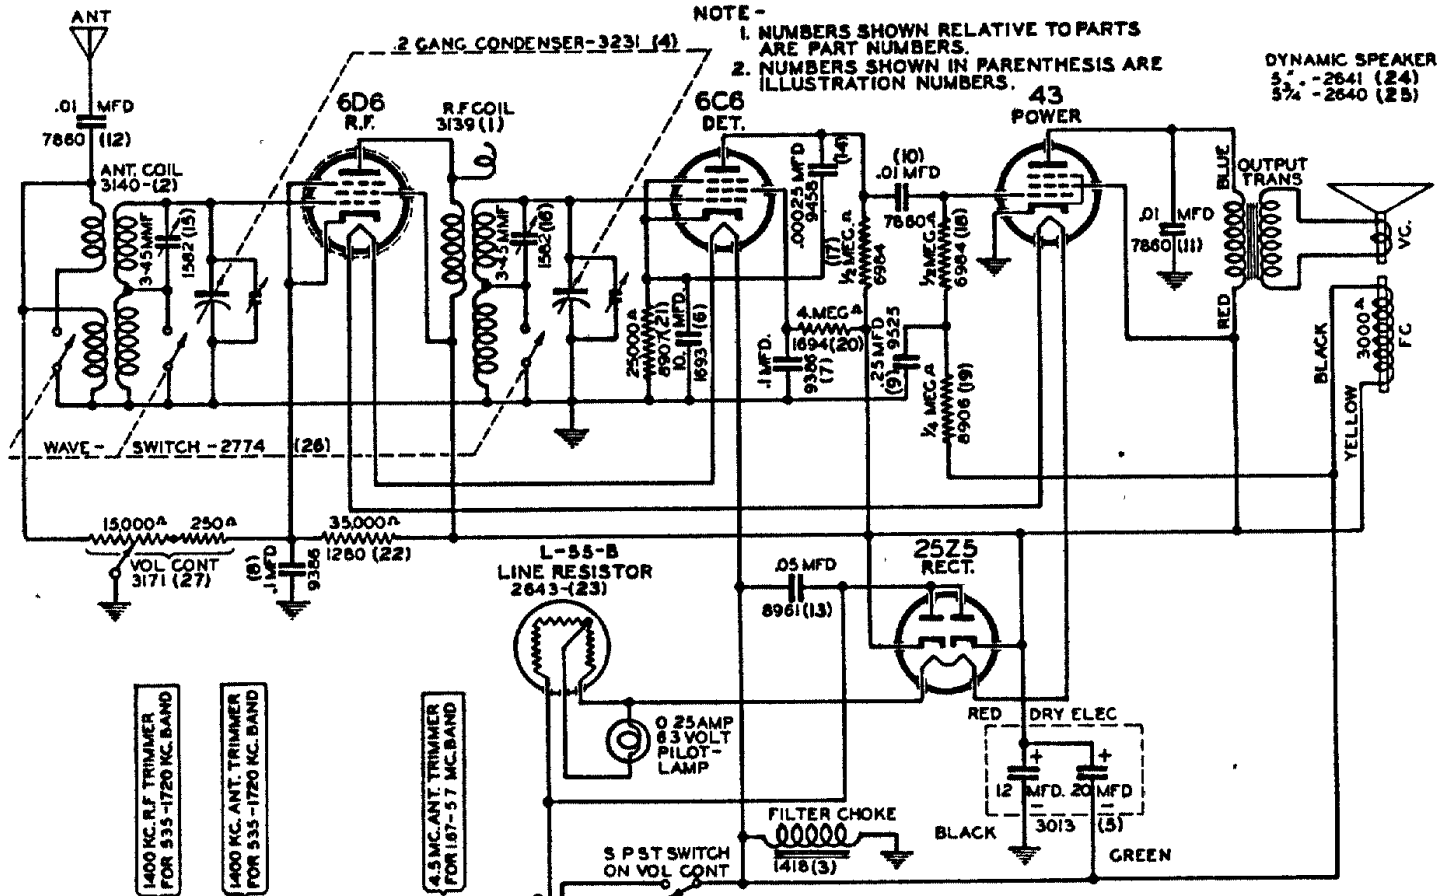 ANT
NOTE-
1. NUMBERS SHOWN RELATIVE TO PARTS
ARE PART NUMBERS.
2. NUMBERS SHOWN IN PARENTHESIS ARE
ILLUSTRATION NUMBERS.
2 GANG CONDENSER-3231 (4)
DYNAMIC SPEAKER
5" -2641 (24)
5¾ -2640 (25)
.01 MFD
7860 (12)
6D6
R.F.
R.F. COIL
3139 (1)
6C6
DET.
43
POWER
ANT. COIL
3140-(2)
3-45 MMF
1582 (15)
3-45 MMF
1582 (16)
.00025 MFD
9458 (14)
(10)
.01 MFD
7860
(17)
½ MEG.Ω
6984
½ MEG.Ω
6984 (18)
.01 MFD
7860 (11)
BLUE
RED
OUTPUT
TRANS
V.C.
3000Ω
F.C.
BLACK
YELLOW
25000Ω
8907 (21)
10. MFD.
1693 (6)
.1 MFD.
9386
(7)
.4 MEG Ω
1694 (20)
.25 MFD
(9) 9525
¼ MEG Ω
8906 (19)
WAVE- SWITCH-2774 (26)
15,000Ω 250Ω
VOL CONT
3171 (27)
(8)
.1 MFD
9386
35,000Ω
1280 (22)
L-55-B
LINE RESISTOR
2643-(23)
.05 MFD
8961 (13)
25Z5
RECT.
0.25 AMP
6.3 VOLT
PILOT-
LAMP
RED DRY ELEC
+ +
12 MFD. 20 MFD
- -
3013 (5)
BLACK
GREEN
FILTER CHOKE
1418 (3)
S P S T SWITCH
ON VOL CONT
1400 KC. R.F. TRIMMER
FOR 535-1720 KC. BAND
1400 KC. ANT. TRIMMER
FOR 535-1720 KC. BAND
4.5 MC. ANT. TRIMMER
FOR 1.67-5.7 MC. BAND